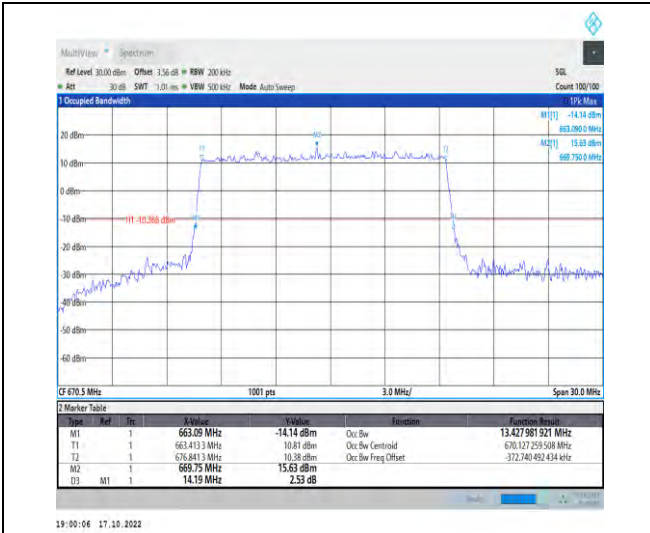 MultiView Spectrum
Ref Level 30.00 dBm Offset 3.56 dB RBW 200 kHz SGL
Att 30 dB SWT 1.01 ms VBW 500 kHz Mode Auto Sweep Count 100/100
1 Occupied Bandwidth 1Pk Max
M1[1] -14.14 dBm
663.090 0 MHz
M2[1] 15.63 dBm
669.750 0 MHz
20 dBm
M2
T1 T2
10 dBm
0 dBm
-10 dBm H1 -10.368 dBm
-20 dBm
-30 dBm
-40 dBm
-50 dBm
-60 dBm
CF 670.5 MHz 1001 pts 3.0 MHz/ Span 30.0 MHz
2 Marker Table
Type Ref Trc X-Value Y-Value Function Function Result
M1 1 663.09 MHz -14.14 dBm Occ Bw 13.427 981 921 MHz
T1 1 663.413 3 MHz 10.81 dBm Occ Bw Centroid 670.127 259 508 MHz
T2 1 676.841 3 MHz 10.38 dBm Occ Bw Freq Offset -372.740 492 434 kHz
M2 1 669.75 MHz 15.63 dBm
D3 M1 1 14.19 MHz 2.53 dB
19:00:06 17.10.2022